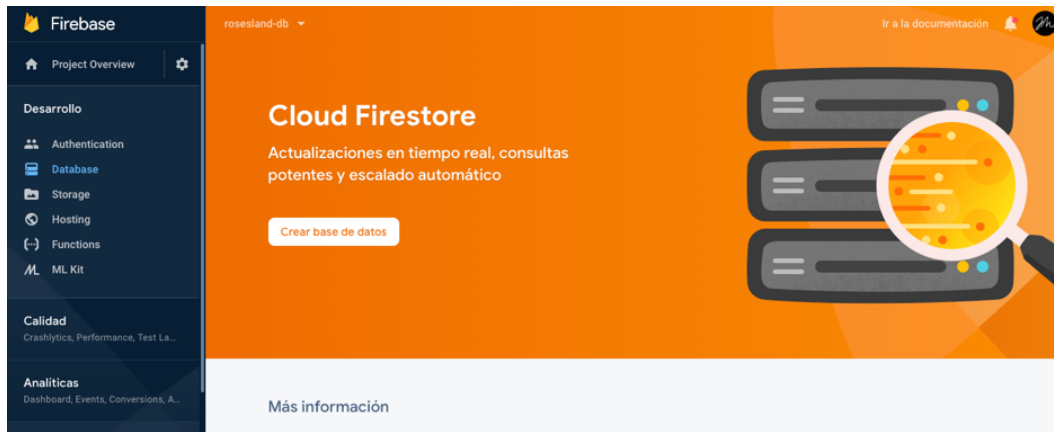 Firebase
rosesland-db
Ir a la documentación
Project Overview
Desarrollo
Authentication
Database
Storage
Hosting
Functions
ML Kit
Calidad
Crashlytics, Performance, Test La...
Analíticas
Dashboard, Events, Conversions, A...
Cloud Firestore
Actualizaciones en tiempo real, consultas
potentes y escalado automático
Crear base de datos
Más información